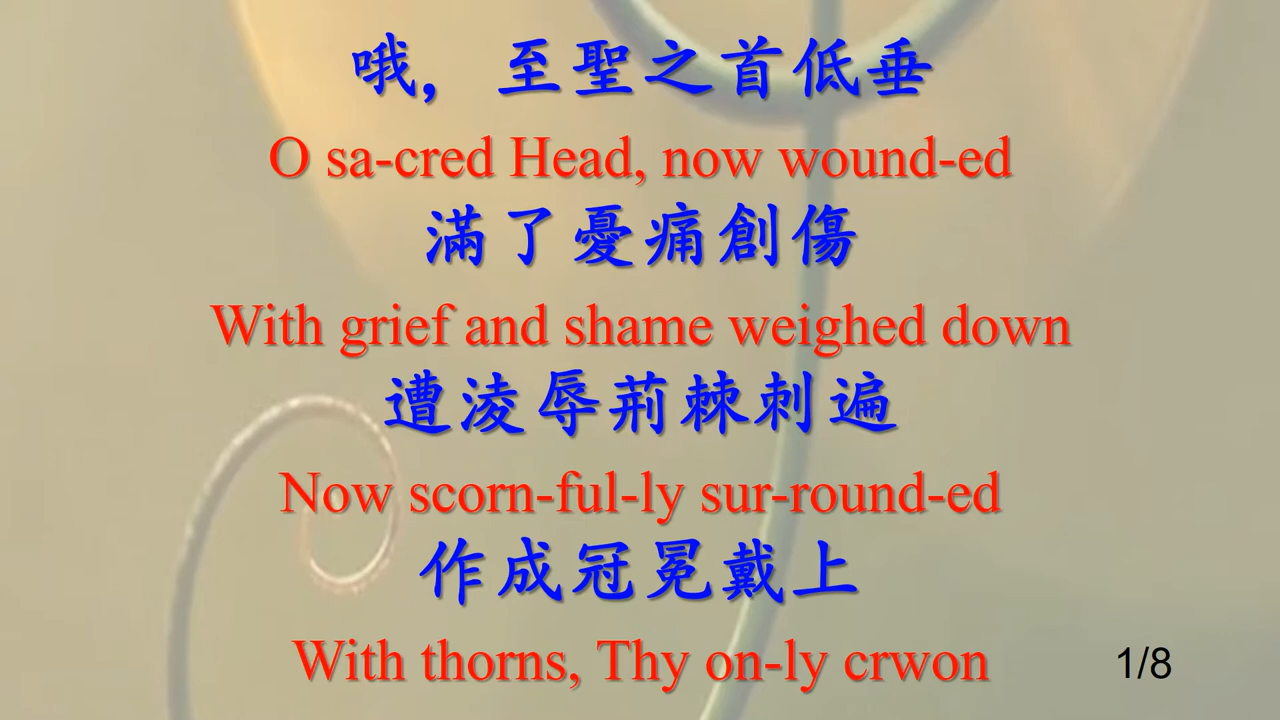 哦，至聖之首低垂
O sa-cred Head, now wound-ed
滿了憂痛創傷
With grief and shame weighed down
遭淩辱荊棘刺遍
Now scorn-ful-ly sur-round-ed
作成冠冕戴上
With thorns, Thy on-ly crwon
1/8